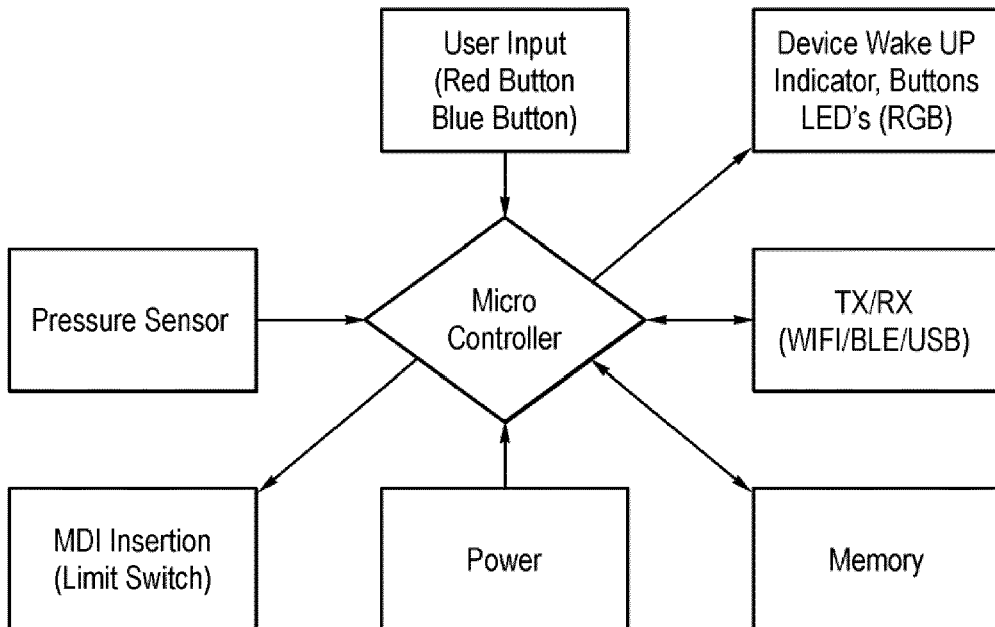 User Input
(Red Button
Blue Button)
Device Wake UP
Indicator, Buttons
LED's (RGB)
Pressure Sensor
Micro
Controller
TX/RX
(WIFI/BLE/USB)
MDI Insertion
(Limit Switch)
Power
Memory